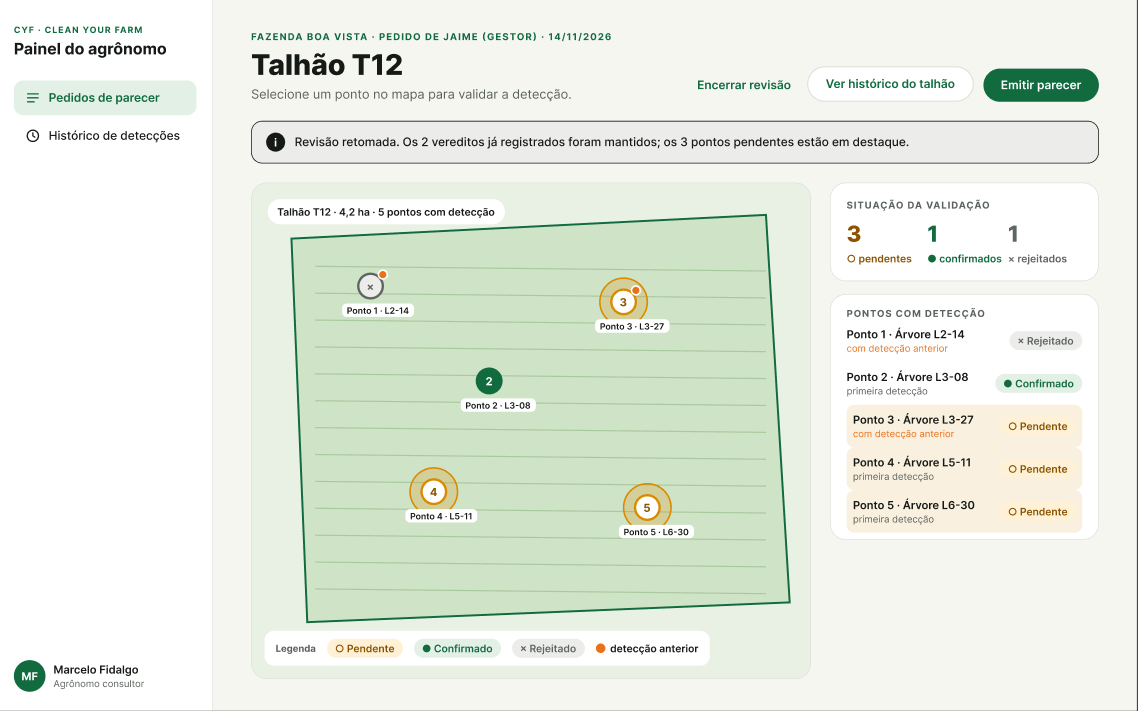 CYF · CLEAN YOUR FARM
Painel do agrônomo
Pedidos de parecer
Histórico de detecções
MF
Marcelo Fidalgo
Agrônomo consultor
FAZENDA BOA VISTA · PEDIDO DE JAIME (GESTOR) · 14/11/2026
Talhão T12
Selecione um ponto no mapa para validar a detecção.
Encerrar revisão
Ver histórico do talhão
Emitir parecer
i
Revisão retomada. Os 2 vereditos já registrados foram mantidos; os 3 pontos pendentes estão em destaque.
Talhão T12 · 4,2 ha · 5 pontos com detecção
×
Ponto 1 · L2-14
3
Ponto 3 · L3-27
2
Ponto 2 · L3-08
4
Ponto 4 · L5-11
5
Ponto 5 · L6-30
Legenda
Pendente
Confirmado
× Rejeitado
detecção anterior
SITUAÇÃO DA VALIDAÇÃO
3 1 1
pendentes confirmados × rejeitados
PONTOS COM DETECÇÃO
Ponto 1 · Árvore L2-14
com detecção anterior
× Rejeitado
Ponto 2 · Árvore L3-08
primeira detecção
Confirmado
Ponto 3 · Árvore L3-27
com detecção anterior
Pendente
Ponto 4 · Árvore L5-11
primeira detecção
Pendente
Ponto 5 · Árvore L6-30
primeira detecção
Pendente